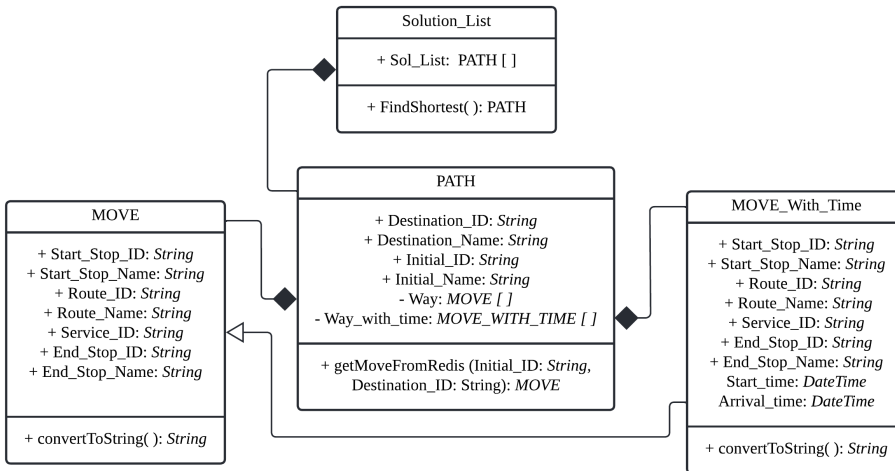 Solution_List
+ Sol_List: PATH [ ]
+ FindShortest( ): PATH
PATH
+ Destination_ID: String
+ Destination_Name: String
+ Initial_ID: String
+ Initial_Name: String
- Way: MOVE [ ]
- Way_with_time: MOVE_WITH_TIME [ ]
+ getMoveFromRedis (Initial_ID: String,
Destination_ID: String): MOVE
MOVE
+ Start_Stop_ID: String
+ Start_Stop_Name: String
+ Route_ID: String
+ Route_Name: String
+ Service_ID: String
+ End_Stop_ID: String
+ End_Stop_Name: String
+ convertToString( ): String
MOVE_With_Time
+ Start_Stop_ID: String
+ Start_Stop_Name: String
+ Route_ID: String
+ Route_Name: String
+ Service_ID: String
+ End_Stop_ID: String
+ End_Stop_Name: String
Start_time: DateTime
Arrival_time: DateTime
+ convertToString( ): String